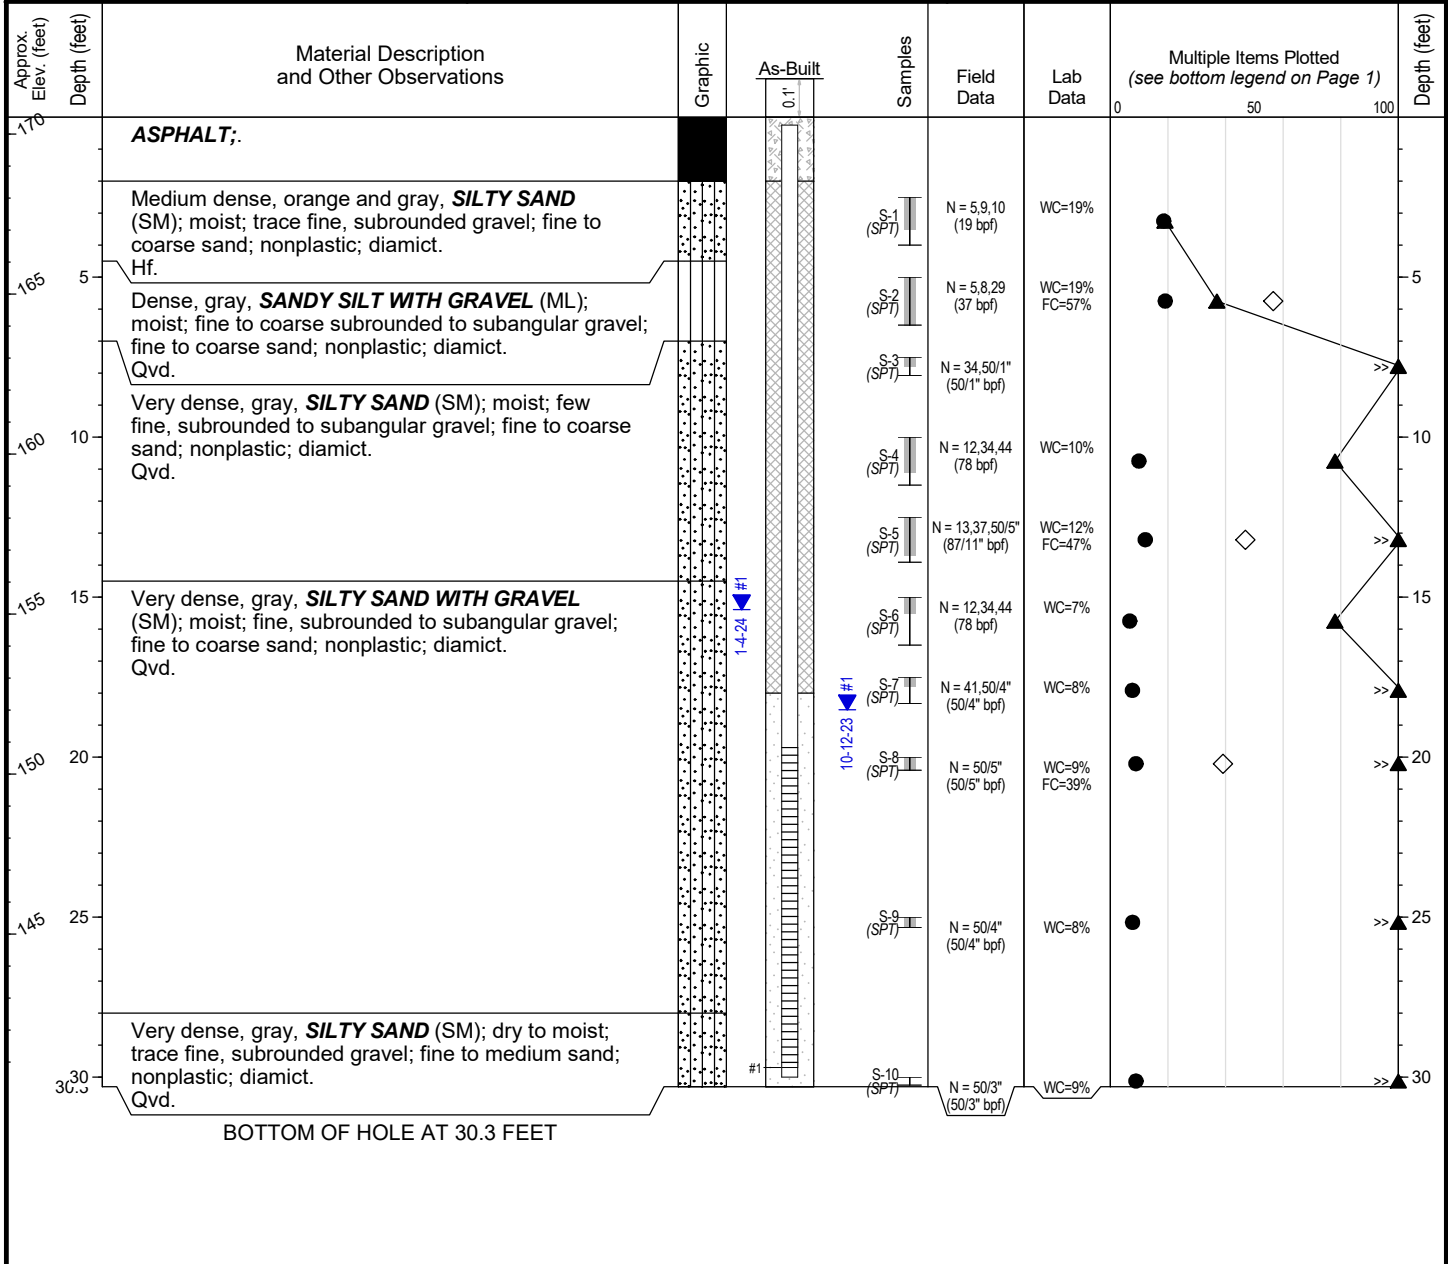 Approx.
Elev. (feet)
Depth (feet)
Material Description
and Other Observations
Graphic
As-Built
0.1'
Samples
Field
Data
Lab
Data
Multiple Items Plotted
(see bottom legend on Page 1)
0 50 100
Depth (feet)
170
ASPHALT;.
Medium dense, orange and gray, SILTY SAND
(SM); moist; trace fine, subrounded gravel; fine to
coarse sand; nonplastic; diamict.
Hf.
S-1
(SPT)
N = 5,9,10
(19 bpf)
WC=19%
165
5
Dense, gray, SANDY SILT WITH GRAVEL (ML);
moist; fine to coarse subrounded to subangular gravel;
fine to coarse sand; nonplastic; diamict.
Qvd.
S-2
(SPT)
N = 5,8,29
(37 bpf)
WC=19%
FC=57%
5
S-3
(SPT)
N = 34,50/1"
(50/1" bpf)
>>
Very dense, gray, SILTY SAND (SM); moist; few
fine, subrounded to subangular gravel; fine to coarse
sand; nonplastic; diamict.
Qvd.
160
10
S-4
(SPT)
N = 12,34,44
(78 bpf)
WC=10%
10
S-5
(SPT)
N = 13,37,50/5"
(87/11" bpf)
WC=12%
FC=47%
>>
155
15
Very dense, gray, SILTY SAND WITH GRAVEL
(SM); moist; fine, subrounded to subangular gravel;
fine to coarse sand; nonplastic; diamict.
Qvd.
#1
1-4-24
S-6
(SPT)
N = 12,34,44
(78 bpf)
WC=7%
15
#1
10-12-23
S-7
(SPT)
N = 41,50/4"
(50/4" bpf)
WC=8%
>>
150
20
S-8
(SPT)
N = 50/5"
(50/5" bpf)
WC=9%
FC=39%
>>
20
145
25
S-9
(SPT)
N = 50/4"
(50/4" bpf)
WC=8%
>>
25
Very dense, gray, SILTY SAND (SM); dry to moist;
trace fine, subrounded gravel; fine to medium sand;
nonplastic; diamict.
Qvd.
30
30.3
#1
S-10
(SPT)
N = 50/3"
(50/3" bpf)
WC=9%
>>
30
BOTTOM OF HOLE AT 30.3 FEET